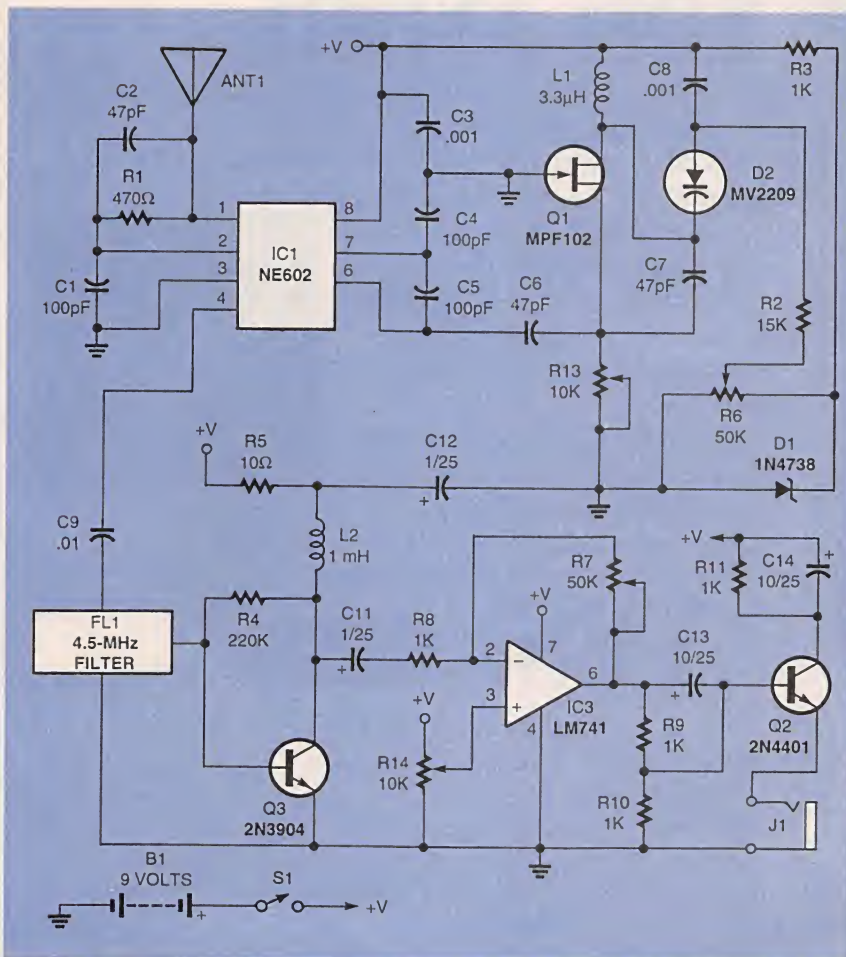 ANT1
C2
47pF
R1
470Ω
C1
100pF
1
2
3
4
IC1
NE602
8
7
6
+V
C3
.001
C4
100pF
C5
100pF
C6
47pF
L1
3.3µH
Q1
MPF102
C8
.001
R3
1K
D2
MV2209
C7
47pF
R2
15K
R13
10K
R6
50K
D1
1N4738
+V
R5
10Ω
C12
1/25
+
L2
1 mH
C9
.01
FL1
4.5-MHz
FILTER
R4
220K
C11
1/25
+
R8
1K
R7
50K
+V
7
2
−
3
+
6
4
IC3
LM741
+V
R14
10K
Q3
2N3904
C13
10/25
+
R9
1K
R10
1K
+V
R11
1K
C14
10/25
+
Q2
2N4401
J1
B1
9 VOLTS
+
S1
+V